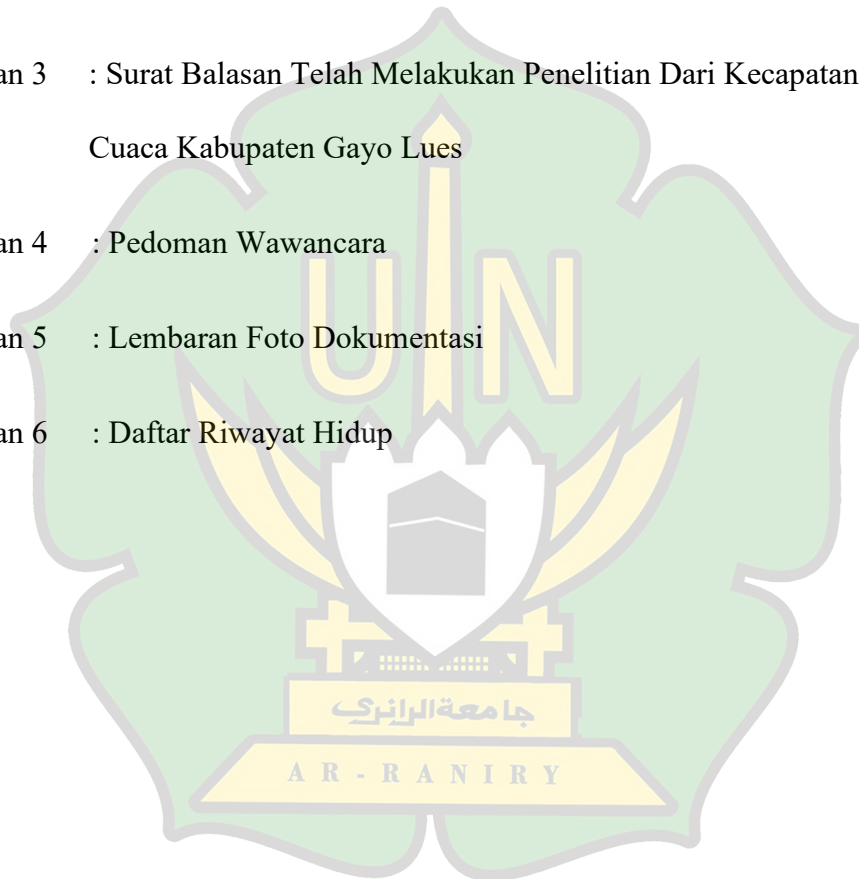 an 3 : Surat Balasan Telah Melakukan Penelitian Dari Kecapatan
Cuaca Kabupaten Gayo Lues
an 4 : Pedoman Wawancara
an 5 : Lembaran Foto Dokumentasi
an 6 : Daftar Riwayat Hidup
UIN
جامعةالرانري
AR-RANIRY